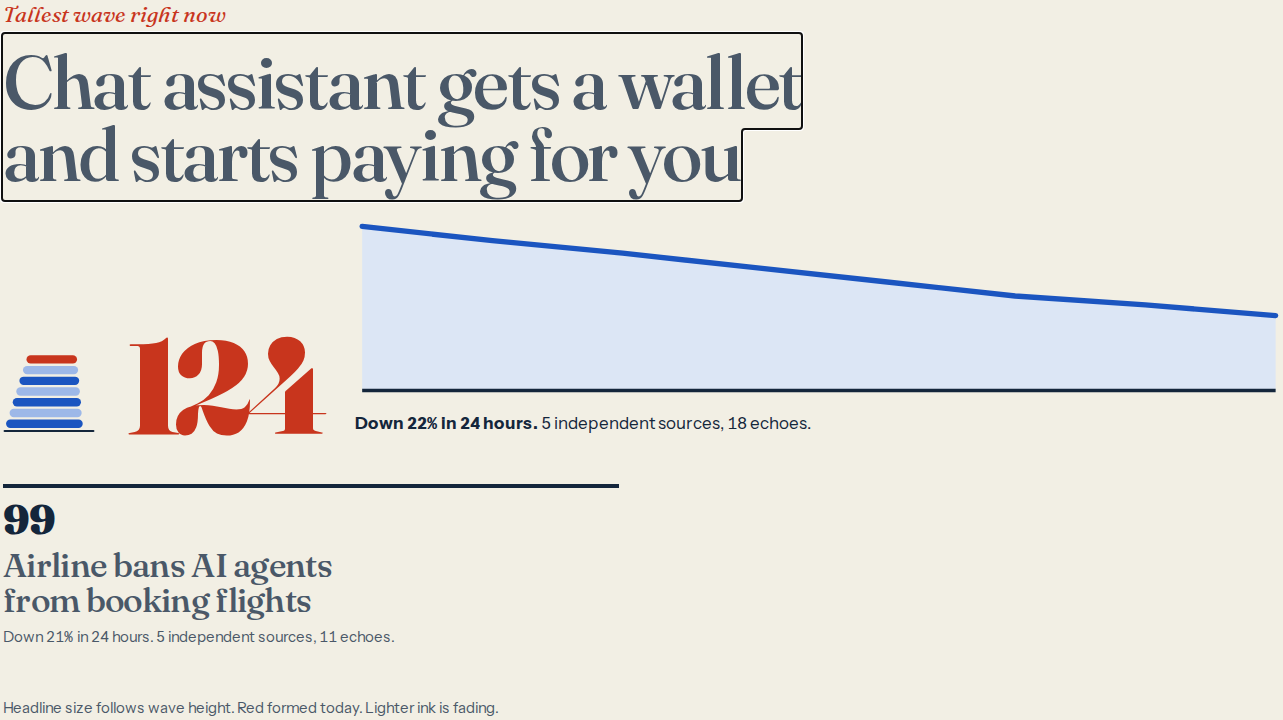 Tallest wave right now
Chat assistant gets a wallet
and starts paying for you
124
Down 22% in 24 hours. 5 independent sources, 18 echoes.
99
Airline bans AI agents
from booking flights
Down 21% in 24 hours. 5 independent sources, 11 echoes.
Headline size follows wave height. Red formed today. Lighter ink is fading.